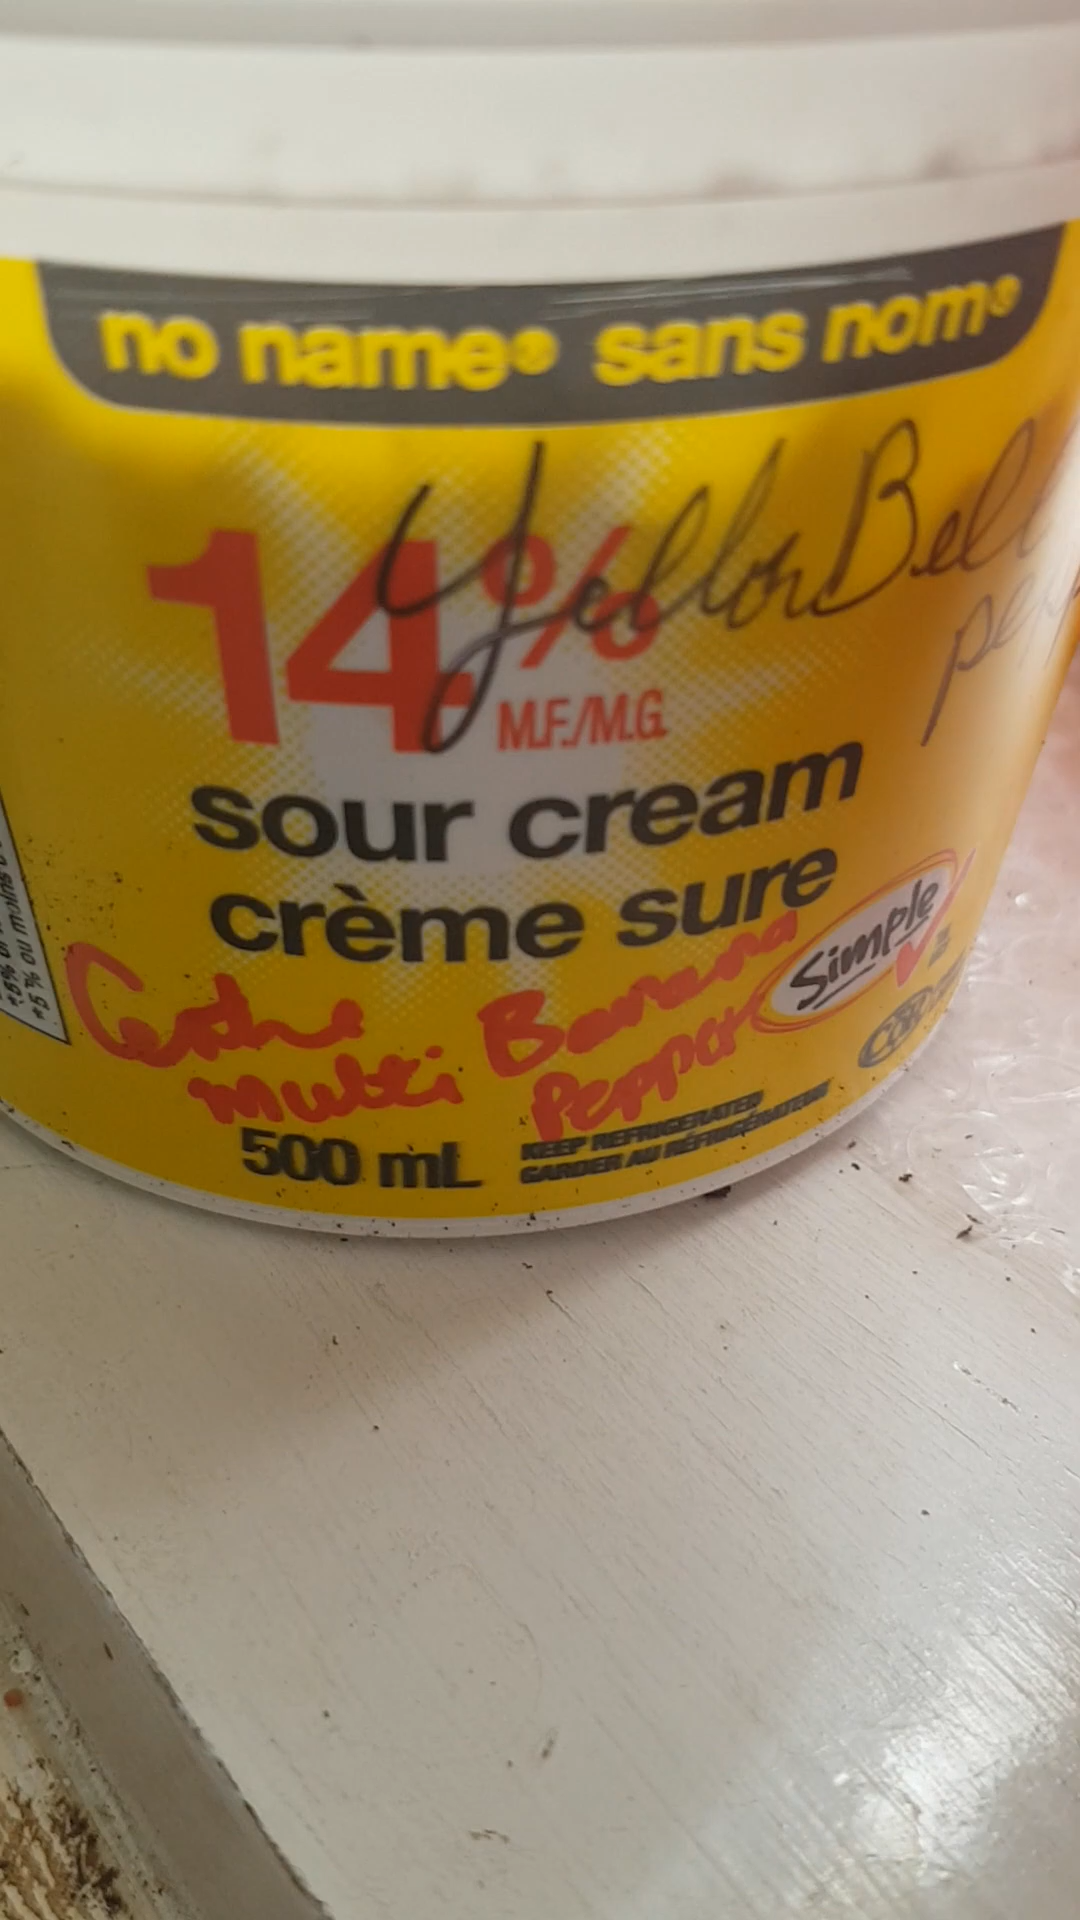 no name® sans nom®
Yellow Bell
14%
M.F./M.G.
sour cream
crème sure
Simple
Banana
multi
Pepper
500 mL
KEEP REFRIGERATED
GARDER AU RÉFRIGÉRATEUR